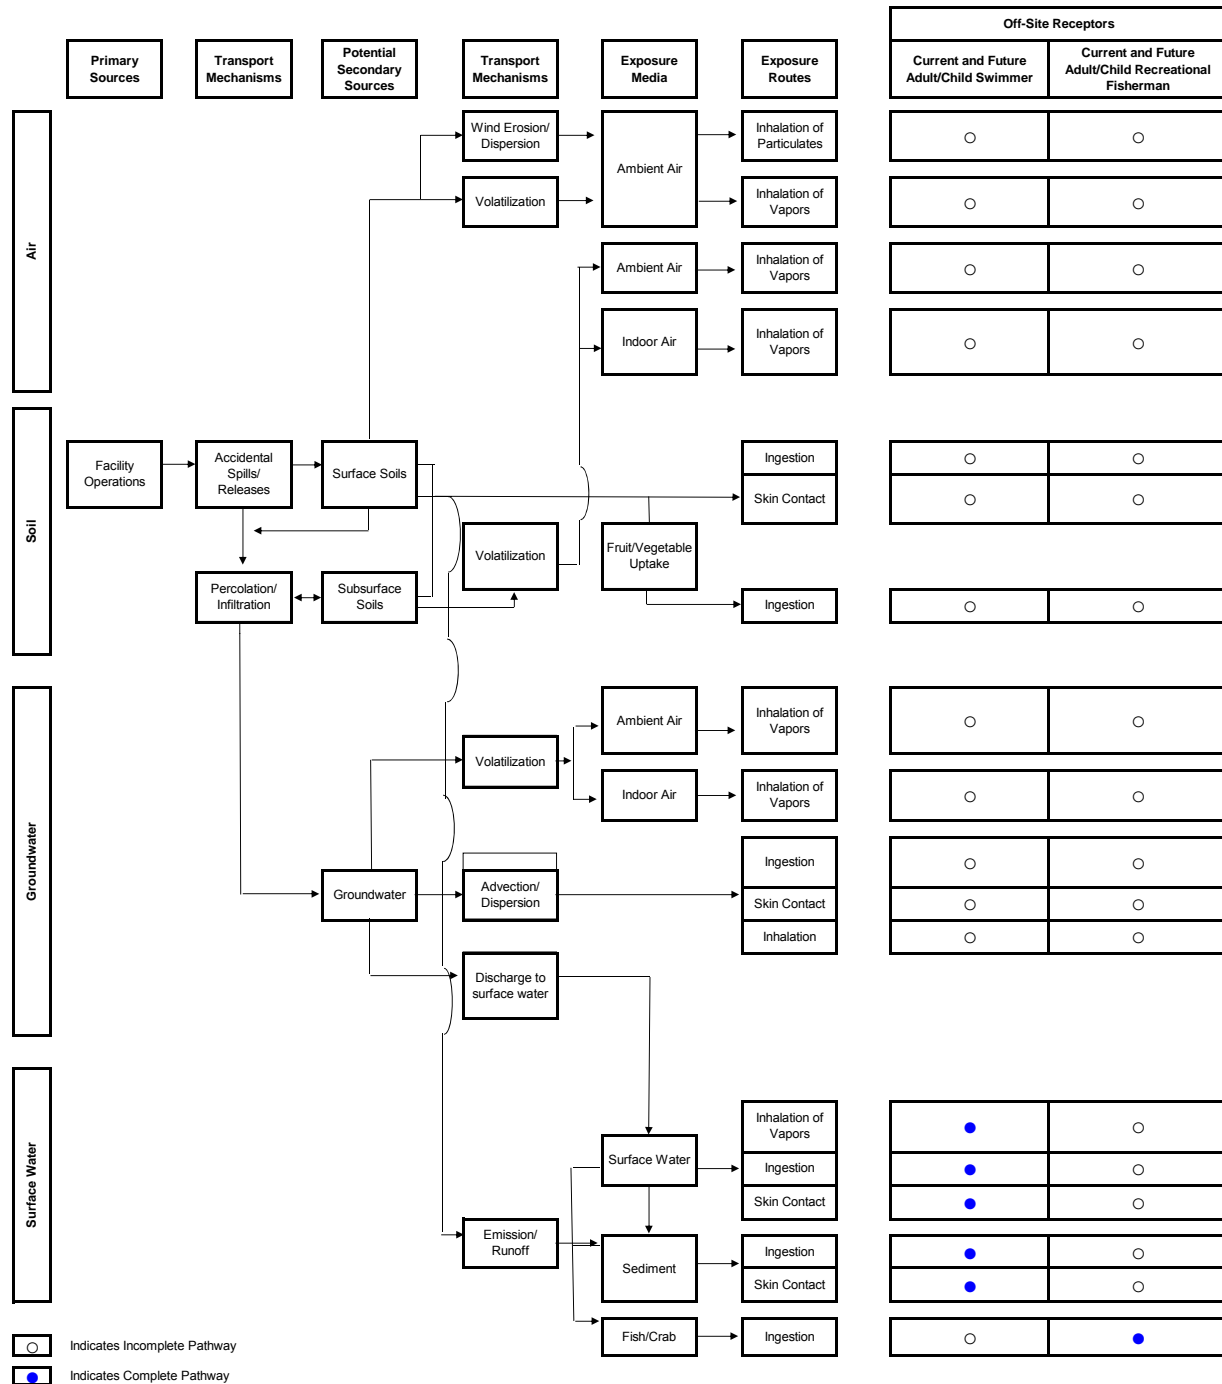 Off-Site Receptors
Primary
Sources
Transport
Mechanisms
Potential
Secondary
Sources
Transport
Mechanisms
Exposure
Media
Exposure
Routes
Current and Future
Adult/Child Swimmer
Current and Future
Adult/Child Recreational
Fisherman
Air
Wind Erosion/
Dispersion
Ambient Air
Inhalation of
Particulates
Volatilization
Inhalation of
Vapors
Ambient Air
Inhalation of
Vapors
Indoor Air
Inhalation of
Vapors
Soil
Facility
Operations
Accidental
Spills/
Releases
Surface Soils
Ingestion
Skin Contact
Volatilization
Fruit/Vegetable
Uptake
Percolation/
Infiltration
Subsurface
Soils
Ingestion
Groundwater
Ambient Air
Inhalation of
Vapors
Volatilization
Indoor Air
Inhalation of
Vapors
Groundwater
Advection/
Dispersion
Ingestion
Skin Contact
Inhalation
Discharge to
surface water
Surface Water
Surface Water
Inhalation of
Vapors
Ingestion
Skin Contact
Emission/
Runoff
Sediment
Ingestion
Skin Contact
Fish/Crab
Ingestion
Indicates Incomplete Pathway
Indicates Complete Pathway